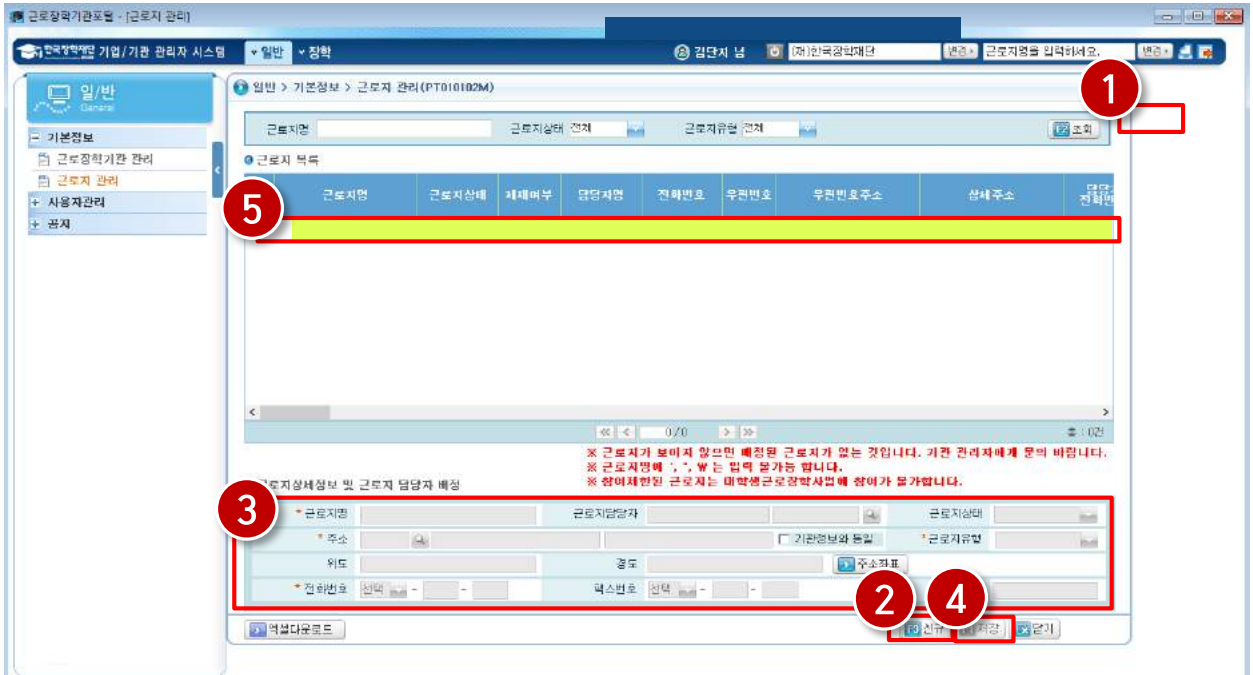 근로장학기관포털 - [근로지 관리]
한국장학재단 기업/기관 관리자 시스템
일반
장학
김단지 님
(재)한국장학재단
변경
근로지명을 입력하세요.
변경
일/반
General
일반 > 기본정보 > 근로지 관리(PT010102M)
1
기본정보
근로장학기관 관리
근로지 관리
사용자관리
공지
근로지명
근로지상태 전체
근로지유형 전체
조회
근로지 목록
5
근로지명
근로지상태
제재여부
담당자명
전화번호
우편번호
우편번호주소
상세주소
0/0
총 : 0건
※ 근로지가 보이지 않으면 배정된 근로지가 없는 것입니다. 기관 관리자에게 문의 바랍니다.
※ 근로지명에 ', ", ₩ 는 입력 불가능 합니다.
※ 참여제한된 근로지는 대학생근로장학사업에 참여가 불가합니다.
근로지상세정보 및 근로지 담당자 배정
3
* 근로지명
근로지담당자
근로지상태
* 주소
기관정보와 동일
*근로지유형
위도
경도
주소좌표
* 전화번호 선택 - -
팩스번호 선택 - -
2
4
엑셀다운로드
신규
저장
닫기